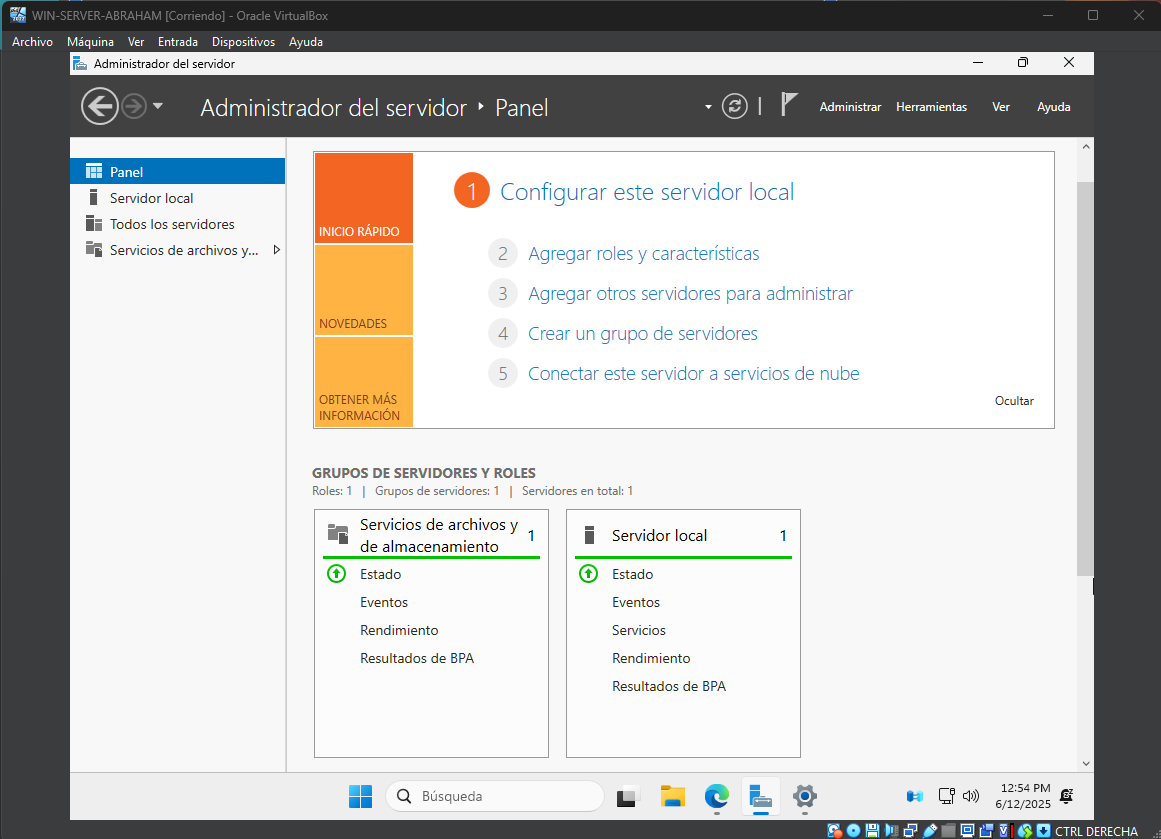 WIN-SERVER-ABRAHAM [Corriendo] - Oracle VirtualBox
Archivo Máquina Ver Entrada Dispositivos Ayuda
Administrador del servidor
Administrador del servidor ‣ Panel
Administrar Herramientas Ver Ayuda
Panel
Servidor local
Todos los servidores
Servicios de archivos y...
INICIO RÁPIDO
NOVEDADES
OBTENER MÁS
INFORMACIÓN
1 Configurar este servidor local
2 Agregar roles y características
3 Agregar otros servidores para administrar
4 Crear un grupo de servidores
5 Conectar este servidor a servicios de nube
Ocultar
GRUPOS DE SERVIDORES Y ROLES
Roles: 1 | Grupos de servidores: 1 | Servidores en total: 1
Servicios de archivos y
de almacenamiento
1
Estado
Eventos
Rendimiento
Resultados de BPA
Servidor local 1
Estado
Eventos
Servicios
Rendimiento
Resultados de BPA
Búsqueda
12:54 PM
6/12/2025
CTRL DERECHA